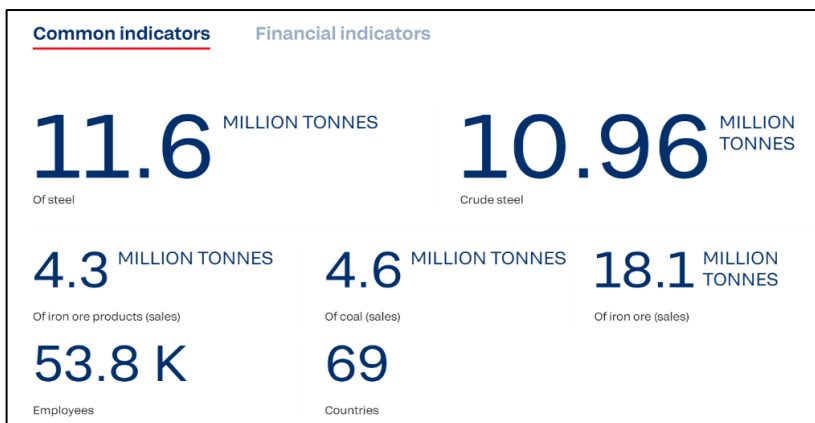 Common indicators Financial indicators
11.6 MILLION TONNES
Of steel
10.96 MILLION
TONNES
Crude steel
4.3 MILLION TONNES
Of iron ore products (sales)
4.6 MILLION TONNES
Of coal (sales)
18.1 MILLION
TONNES
Of iron ore (sales)
53.8 K
Employees
69
Countries